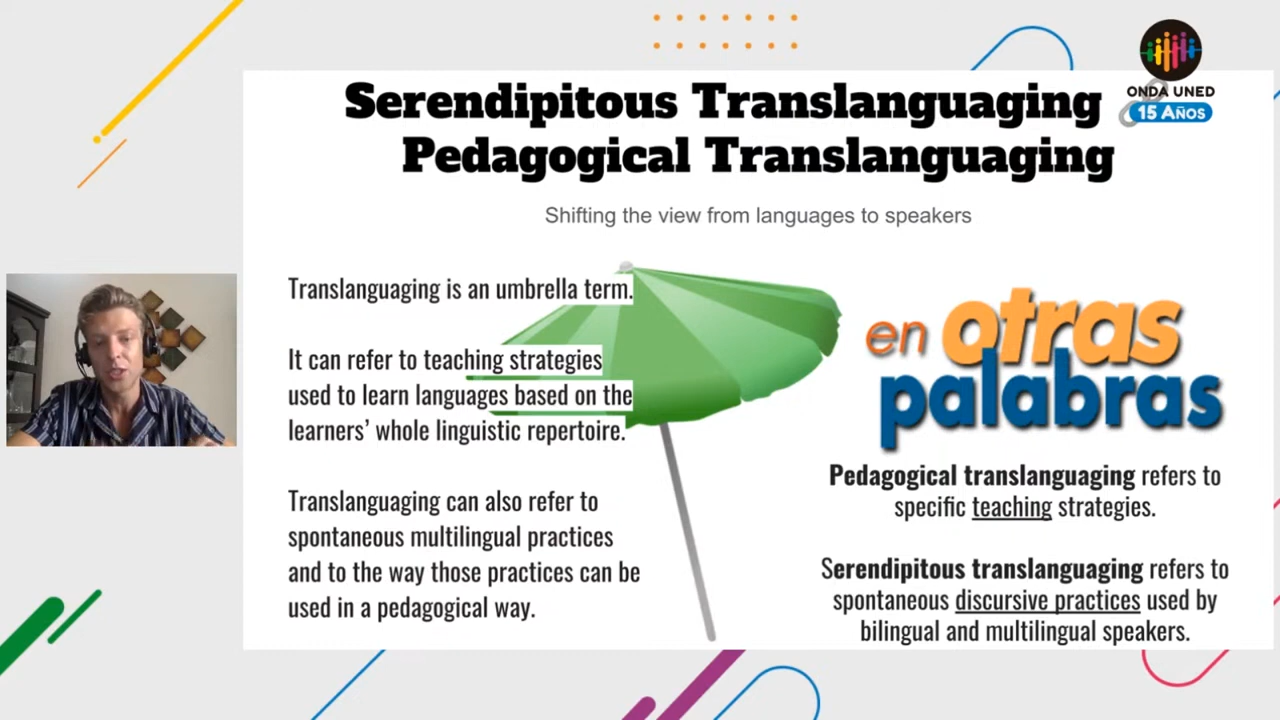 ONDA UNED
15 AÑOS
Serendipitous Translanguaging
Pedagogical Translanguaging
Shifting the view from languages to speakers
Translanguaging is an umbrella term.
It can refer to teaching strategies
used to learn languages based on the
learners’ whole linguistic repertoire.
Translanguaging can also refer to
spontaneous multilingual practices
and to the way those practices can be
used in a pedagogical way.
en otras
palabras
Pedagogical translanguaging refers to
specific teaching strategies.
Serendipitous translanguaging refers to
spontaneous discursive practices used by
bilingual and multilingual speakers.